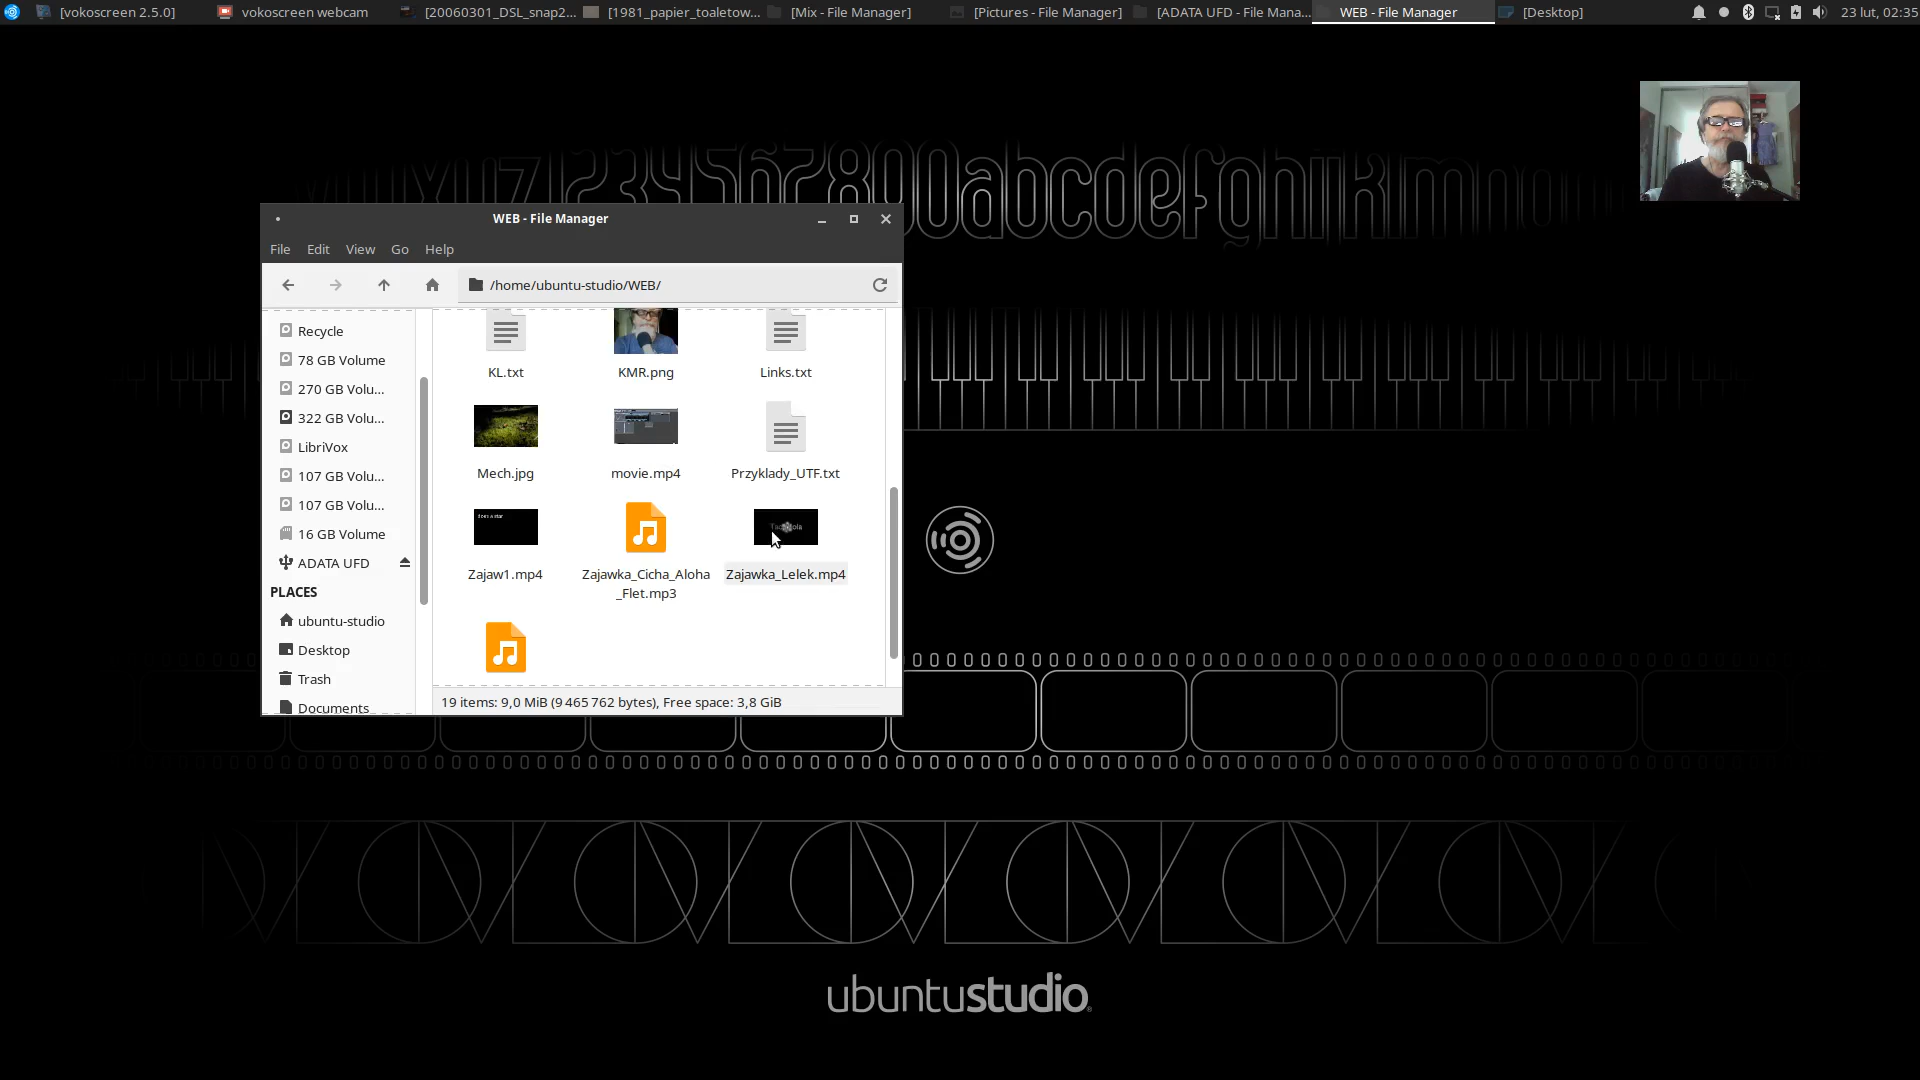 [vokoscreen 2.5.0]
vokoscreen webcam
[20060301_DSL_snap2...
[1981_papier_toaletow...
[Mix - File Manager]
[Pictures - File Manager]
[ADATA UFD - File Mana...
WEB - File Manager
[Desktop]
23 lut, 02:35
WEB - File Manager
File Edit View Go Help
/home/ubuntu-studio/WEB/
Recycle
78 GB Volume
270 GB Volu...
322 GB Volu...
LibriVox
107 GB Volu...
107 GB Volu...
16 GB Volume
ADATA UFD
PLACES
ubuntu-studio
Desktop
Trash
Documents
KL.txt
KMR.png
Links.txt
Mech.jpg
movie.mp4
Przyklady_UTF.txt
Zajaw1.mp4
Zajawka_Cicha_Aloha
_Flet.mp3
Zajawka_Lelek.mp4
19 items: 9,0 MiB (9 465 762 bytes), Free space: 3,8 GiB
ubuntustudio